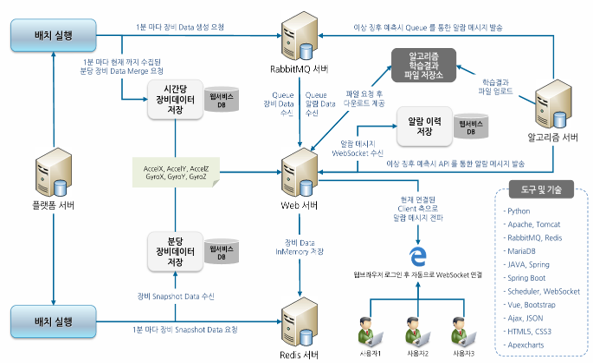 배치 실행
1분 마다 장비 Data 생성 요청
RabbitMQ 서버
이상 징후 예측시 Queue 를 통한 알람 메시지 발송
1분 마다 현재 까지 수집된
분당 장비 Data Merge 요청
시간당
장비데이터
저장
웹서비스
DB
Queue
장비 Data
수신
Queue
알람 Data
수신
파일 요청 후
다운로드 제공
알고리즘
학습결과
파일 저장소
학습결과
파일 업로드
알고리즘 서버
알람 이력
저장
웹서비스
DB
알람 메시지
WebSocket 수신
이상 징후 예측시 API 를 통한 알림 메시지 발송
AccelX, AccelY, AccelZ
GyroX, GyroY, GyroZ
플랫폼 서버
Web 서버
현재 연결된
Client 측으로
알람 메시지 전파
분당
장비데이터
저장
웹서비스
DB
장비 Data
InMemory 저장
웹브라우저 로그인 후 자동으로 WebSocket 연결
장비 Snapshot Data 수신
배치 실행
1분 마다 장비 Snapshot Data 요청
Redis 서버
사용자1
사용자2
사용자3
도구 및 기술
- Python
- Apache, Tomcat
- RabbitMQ, Redis
- MariaDB
- JAVA, Spring
- Spring Boot
- Scheduler, WebSocket
- Vue, Bootstrap
- Ajax, JSON
- HTML5, CSS3
- Apexcharts